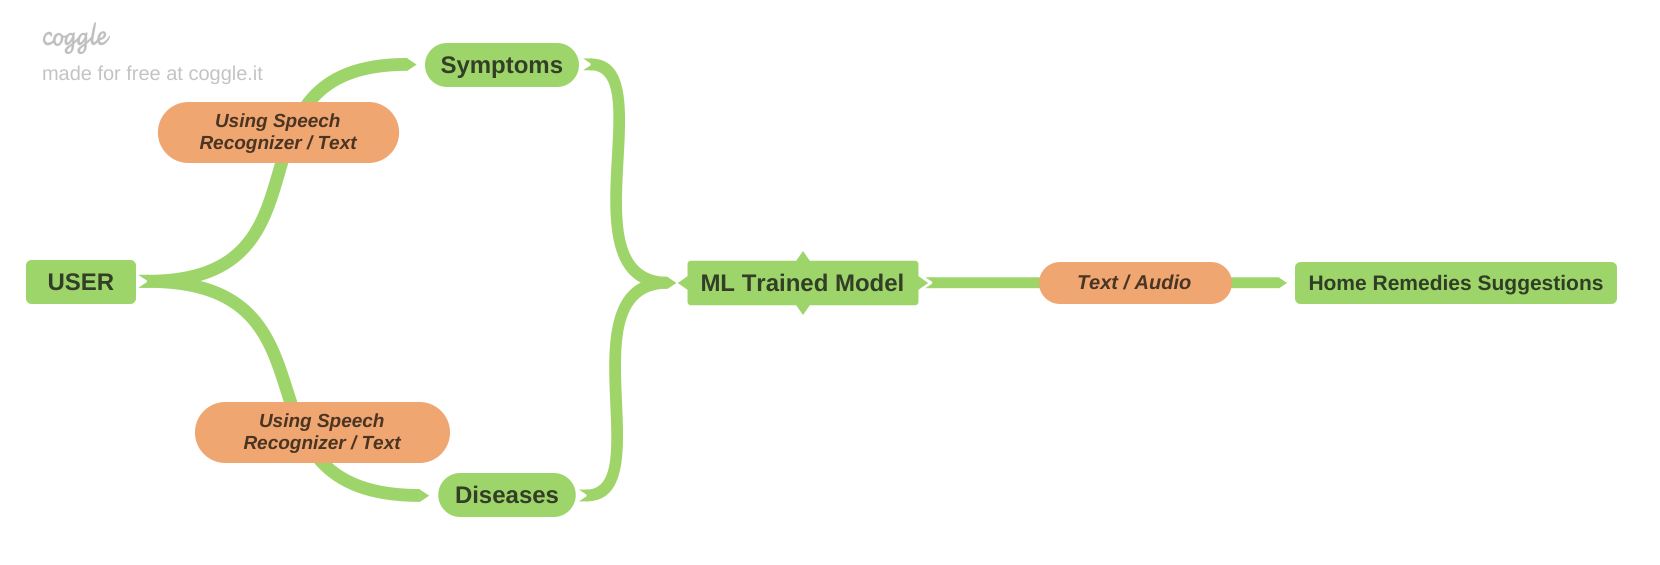 coggle
made for free at coggle.it
Symptoms
Using Speech
Recognizer / Text
USER
ML Trained Model
Text / Audio
Home Remedies Suggestions
Using Speech
Recognizer / Text
Diseases